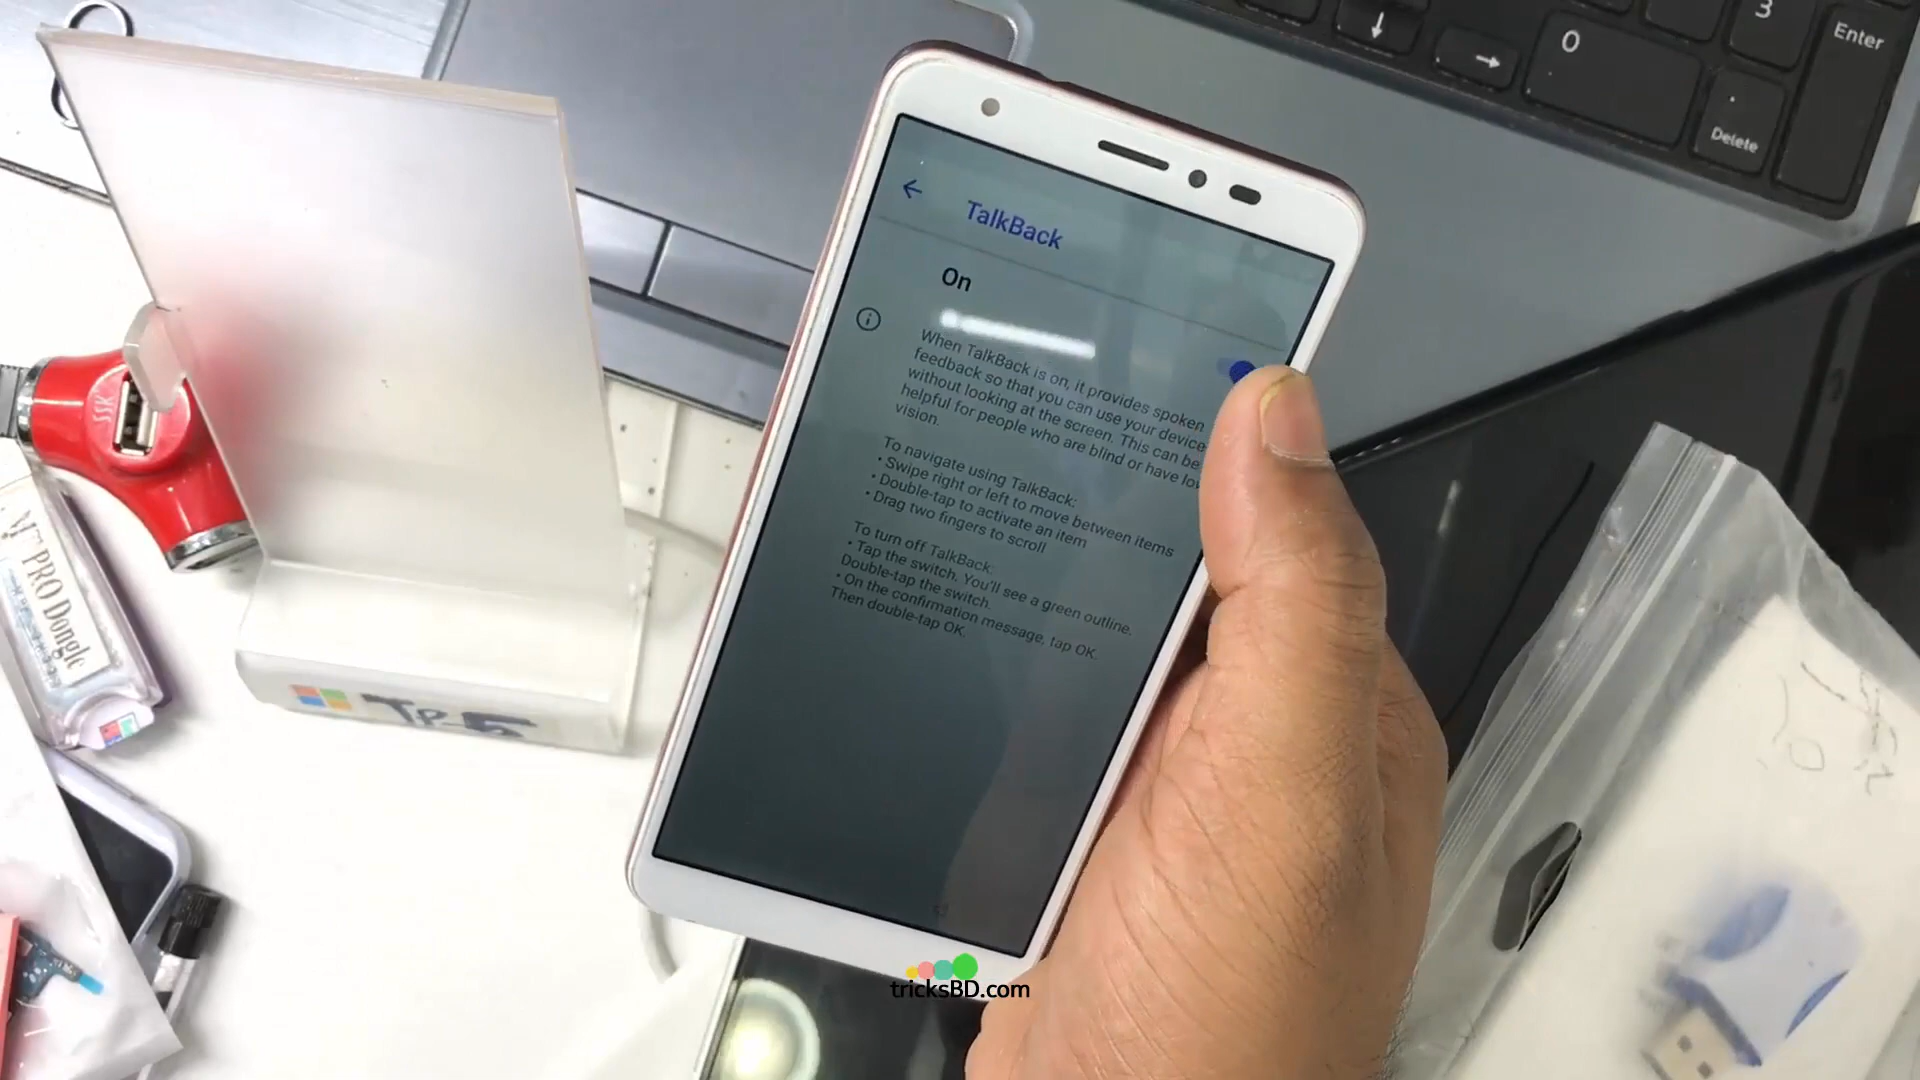 3
Enter
0
Delete
TalkBack
On
When TalkBack is on, it provides spoken
feedback so that you can use your device
without looking at the screen. This can be
helpful for people who are blind or have low
vision.
To navigate using TalkBack:
• Swipe right or left to move between items
• Double-tap to activate an item
• Drag two fingers to scroll
To turn off TalkBack:
• Tap the switch. You'll see a green outline.
Double-tap the switch.
• On the confirmation message, tap OK.
Then double-tap OK.
SSK
PRO Dongle
TP-5
tricksBD.com